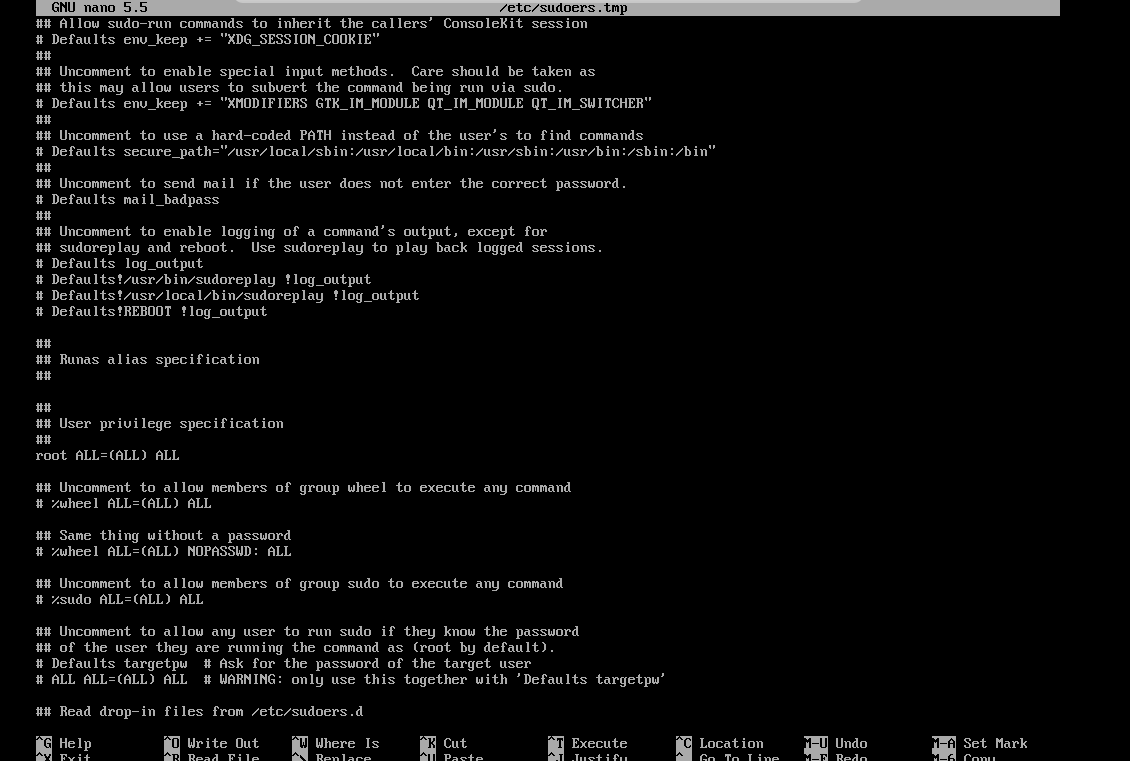 GNU nano 5.5 /etc/sudoers.tmp
## Allow sudo-run commands to inherit the callers' ConsoleKit session
# Defaults env_keep += "XDG_SESSION_COOKIE"
##
## Uncomment to enable special input methods.  Care should be taken as
## this may allow users to subvert the command being run via sudo.
# Defaults env_keep += "XMODIFIERS GTK_IM_MODULE QT_IM_MODULE QT_IM_SWITCHER"
##
## Uncomment to use a hard-coded PATH instead of the user's to find commands
# Defaults secure_path="/usr/local/sbin:/usr/local/bin:/usr/sbin:/usr/bin:/sbin:/bin"
##
## Uncomment to send mail if the user does not enter the correct password.
# Defaults mail_badpass
##
## Uncomment to enable logging of a command's output, except for
## sudoreplay and reboot.  Use sudoreplay to play back logged sessions.
# Defaults log_output
# Defaults!/usr/bin/sudoreplay !log_output
# Defaults!/usr/local/bin/sudoreplay !log_output
# Defaults!REBOOT !log_output
##
## Runas alias specification
##
##
## User privilege specification
##
root ALL=(ALL) ALL
## Uncomment to allow members of group wheel to execute any command
# %wheel ALL=(ALL) ALL
## Same thing without a password
# %wheel ALL=(ALL) NOPASSWD: ALL
## Uncomment to allow members of group sudo to execute any command
# %sudo ALL=(ALL) ALL
## Uncomment to allow any user to run sudo if they know the password
## of the user they are running the command as (root by default).
# Defaults targetpw  # Ask for the password of the target user
# ALL ALL=(ALL) ALL  # WARNING: only use this together with 'Defaults targetpw'
## Read drop-in files from /etc/sudoers.d
^G Help ^O Write Out ^W Where Is ^K Cut ^T Execute ^C Location M-U Undo M-A Set Mark
^X Exit ^R Read File ^\ Replace ^U Paste ^J Justify ^_ Go To Line M-E Redo M-6 Copy